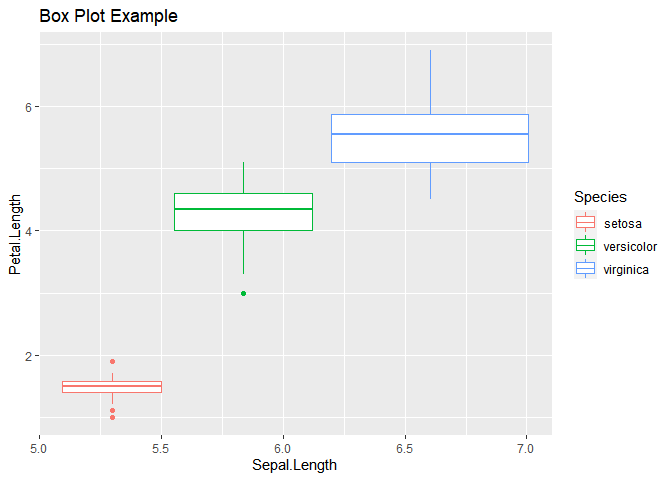 Box Plot Example
6
4
2
Petal.Length
5.0 5.5 6.0 6.5 7.0
Sepal.Length
Species
setosa
versicolor
virginica